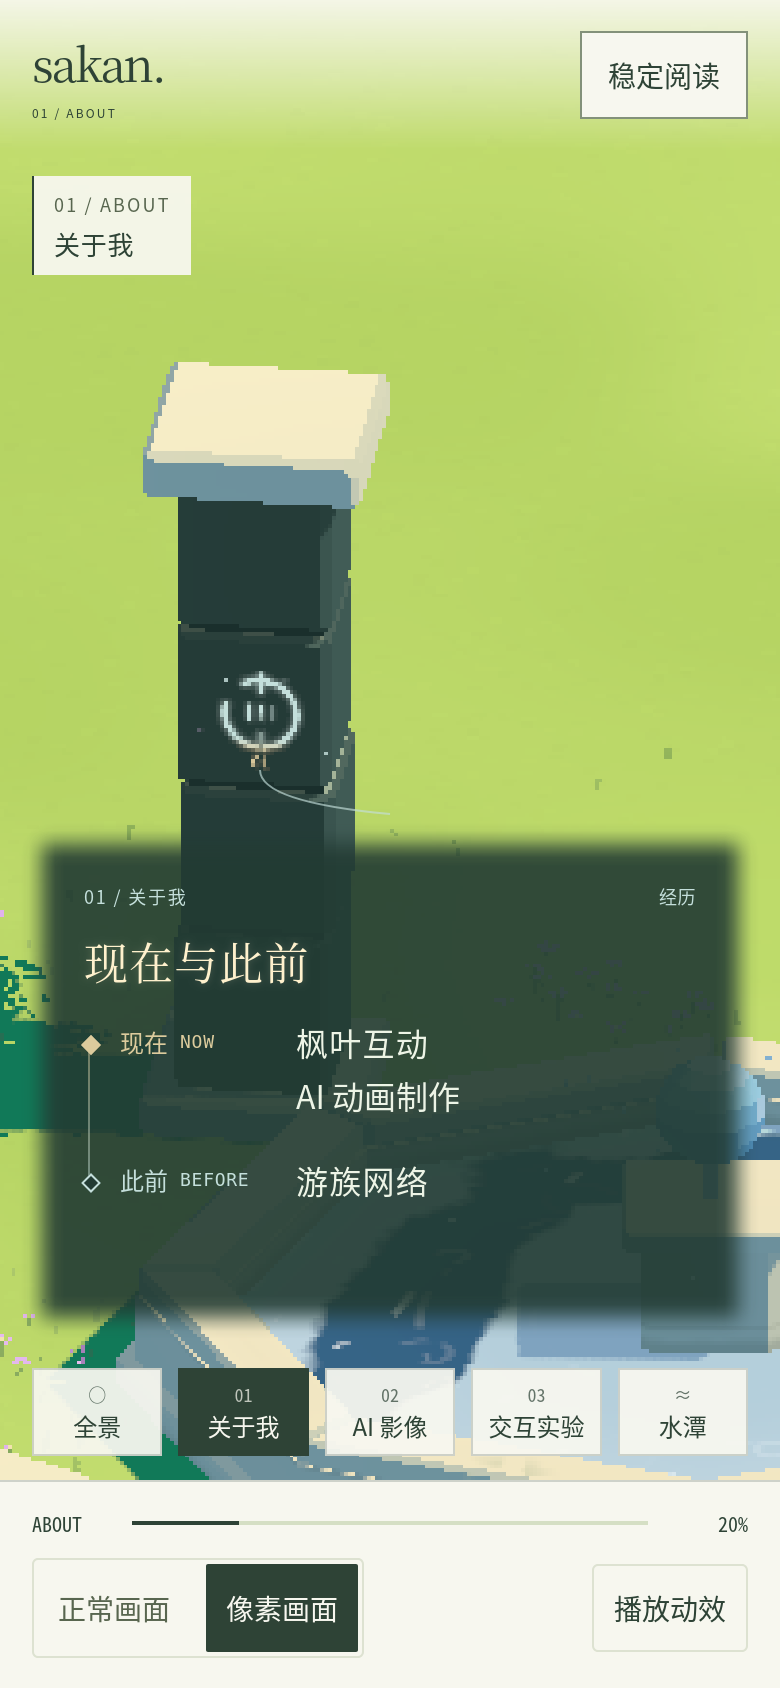 sakan.
01 / ABOUT
稳定阅读
01 / ABOUT
关于我
01 / 关于我
经历
现在与此前
现在 NOW
枫叶互动
AI 动画制作
此前 BEFORE
游族网络
全景
01
关于我
02
AI 影像
03
交互实验
≈
水潭
ABOUT
20%
正常画面
像素画面
播放动效